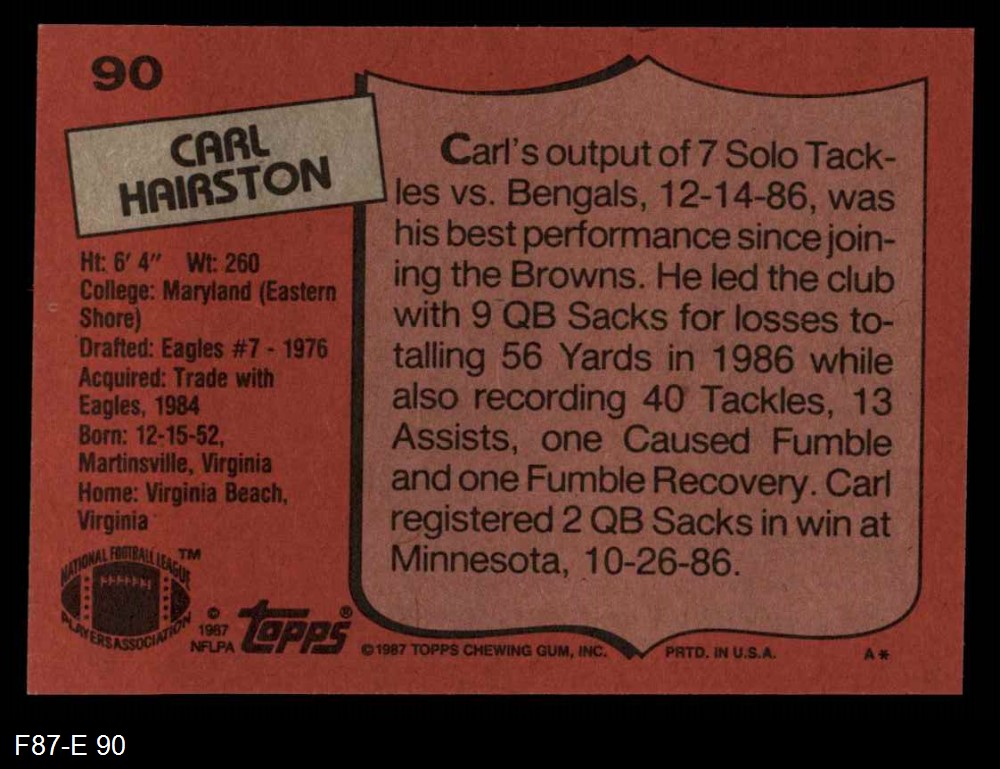 90
CARL
HAIRSTON
Ht: 6' 4" Wt: 260
College: Maryland (Eastern
Shore)
Drafted: Eagles #7 - 1976
Acquired: Trade with
Eagles, 1984
Born: 12-15-52,
Martinsville, Virginia
Home: Virginia Beach,
Virginia
NATIONAL FOOTBALL LEAGUE ™
PLAYERS ASSOCIATION
©
1987
NFLPA
topps®
Carl's output of 7 Solo Tack-
les vs. Bengals, 12-14-86, was
his best performance since join-
ing the Browns. He led the club
with 9 QB Sacks for losses to-
talling 56 Yards in 1986 while
also recording 40 Tackles, 13
Assists, one Caused Fumble
and one Fumble Recovery. Carl
registered 2 QB Sacks in win at
Minnesota, 10-26-86.
©1987 TOPPS CHEWING GUM, INC. PRTD. IN U.S.A. A*
F87-E 90